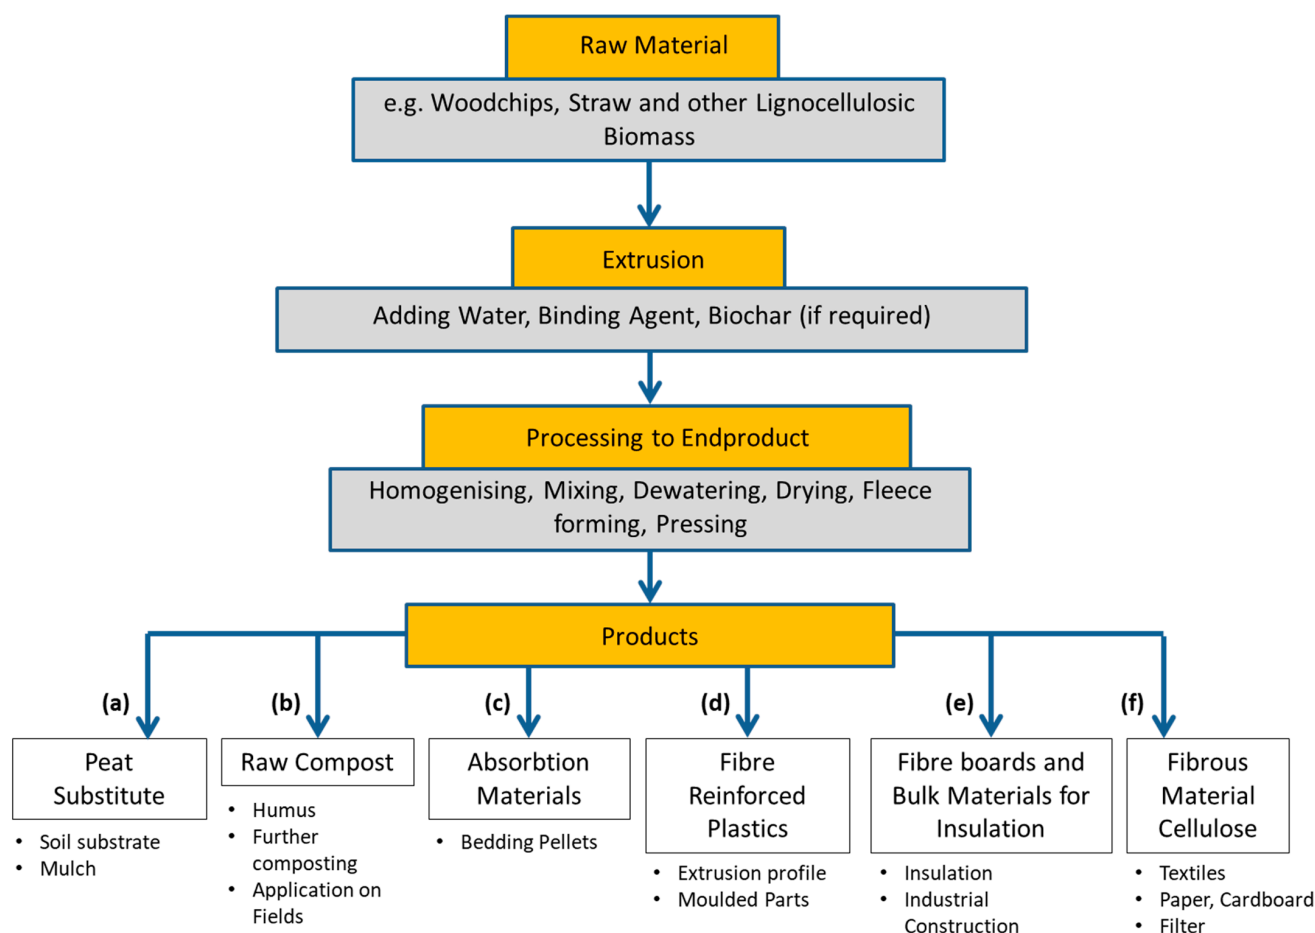 Raw Material
e.g. Woodchips, Straw and other Lignocellulosic
Biomass
Extrusion
Adding Water, Binding Agent, Biochar (if required)
Processing to Endproduct
Homogenising, Mixing, Dewatering, Drying, Fleece
forming, Pressing
Products
(a)
Peat
Substitute
• Soil substrate
• Mulch
(b)
Raw Compost
• Humus
• Further
composting
• Application on
Fields
(c)
Absorbtion
Materials
• Bedding Pellets
(d)
Fibre
Reinforced
Plastics
• Extrusion profile
• Moulded Parts
(e)
Fibre boards and
Bulk Materials for
Insulation
• Insulation
• Industrial
Construction
(f)
Fibrous
Material
Cellulose
• Textiles
• Paper, Cardboard
• Filter